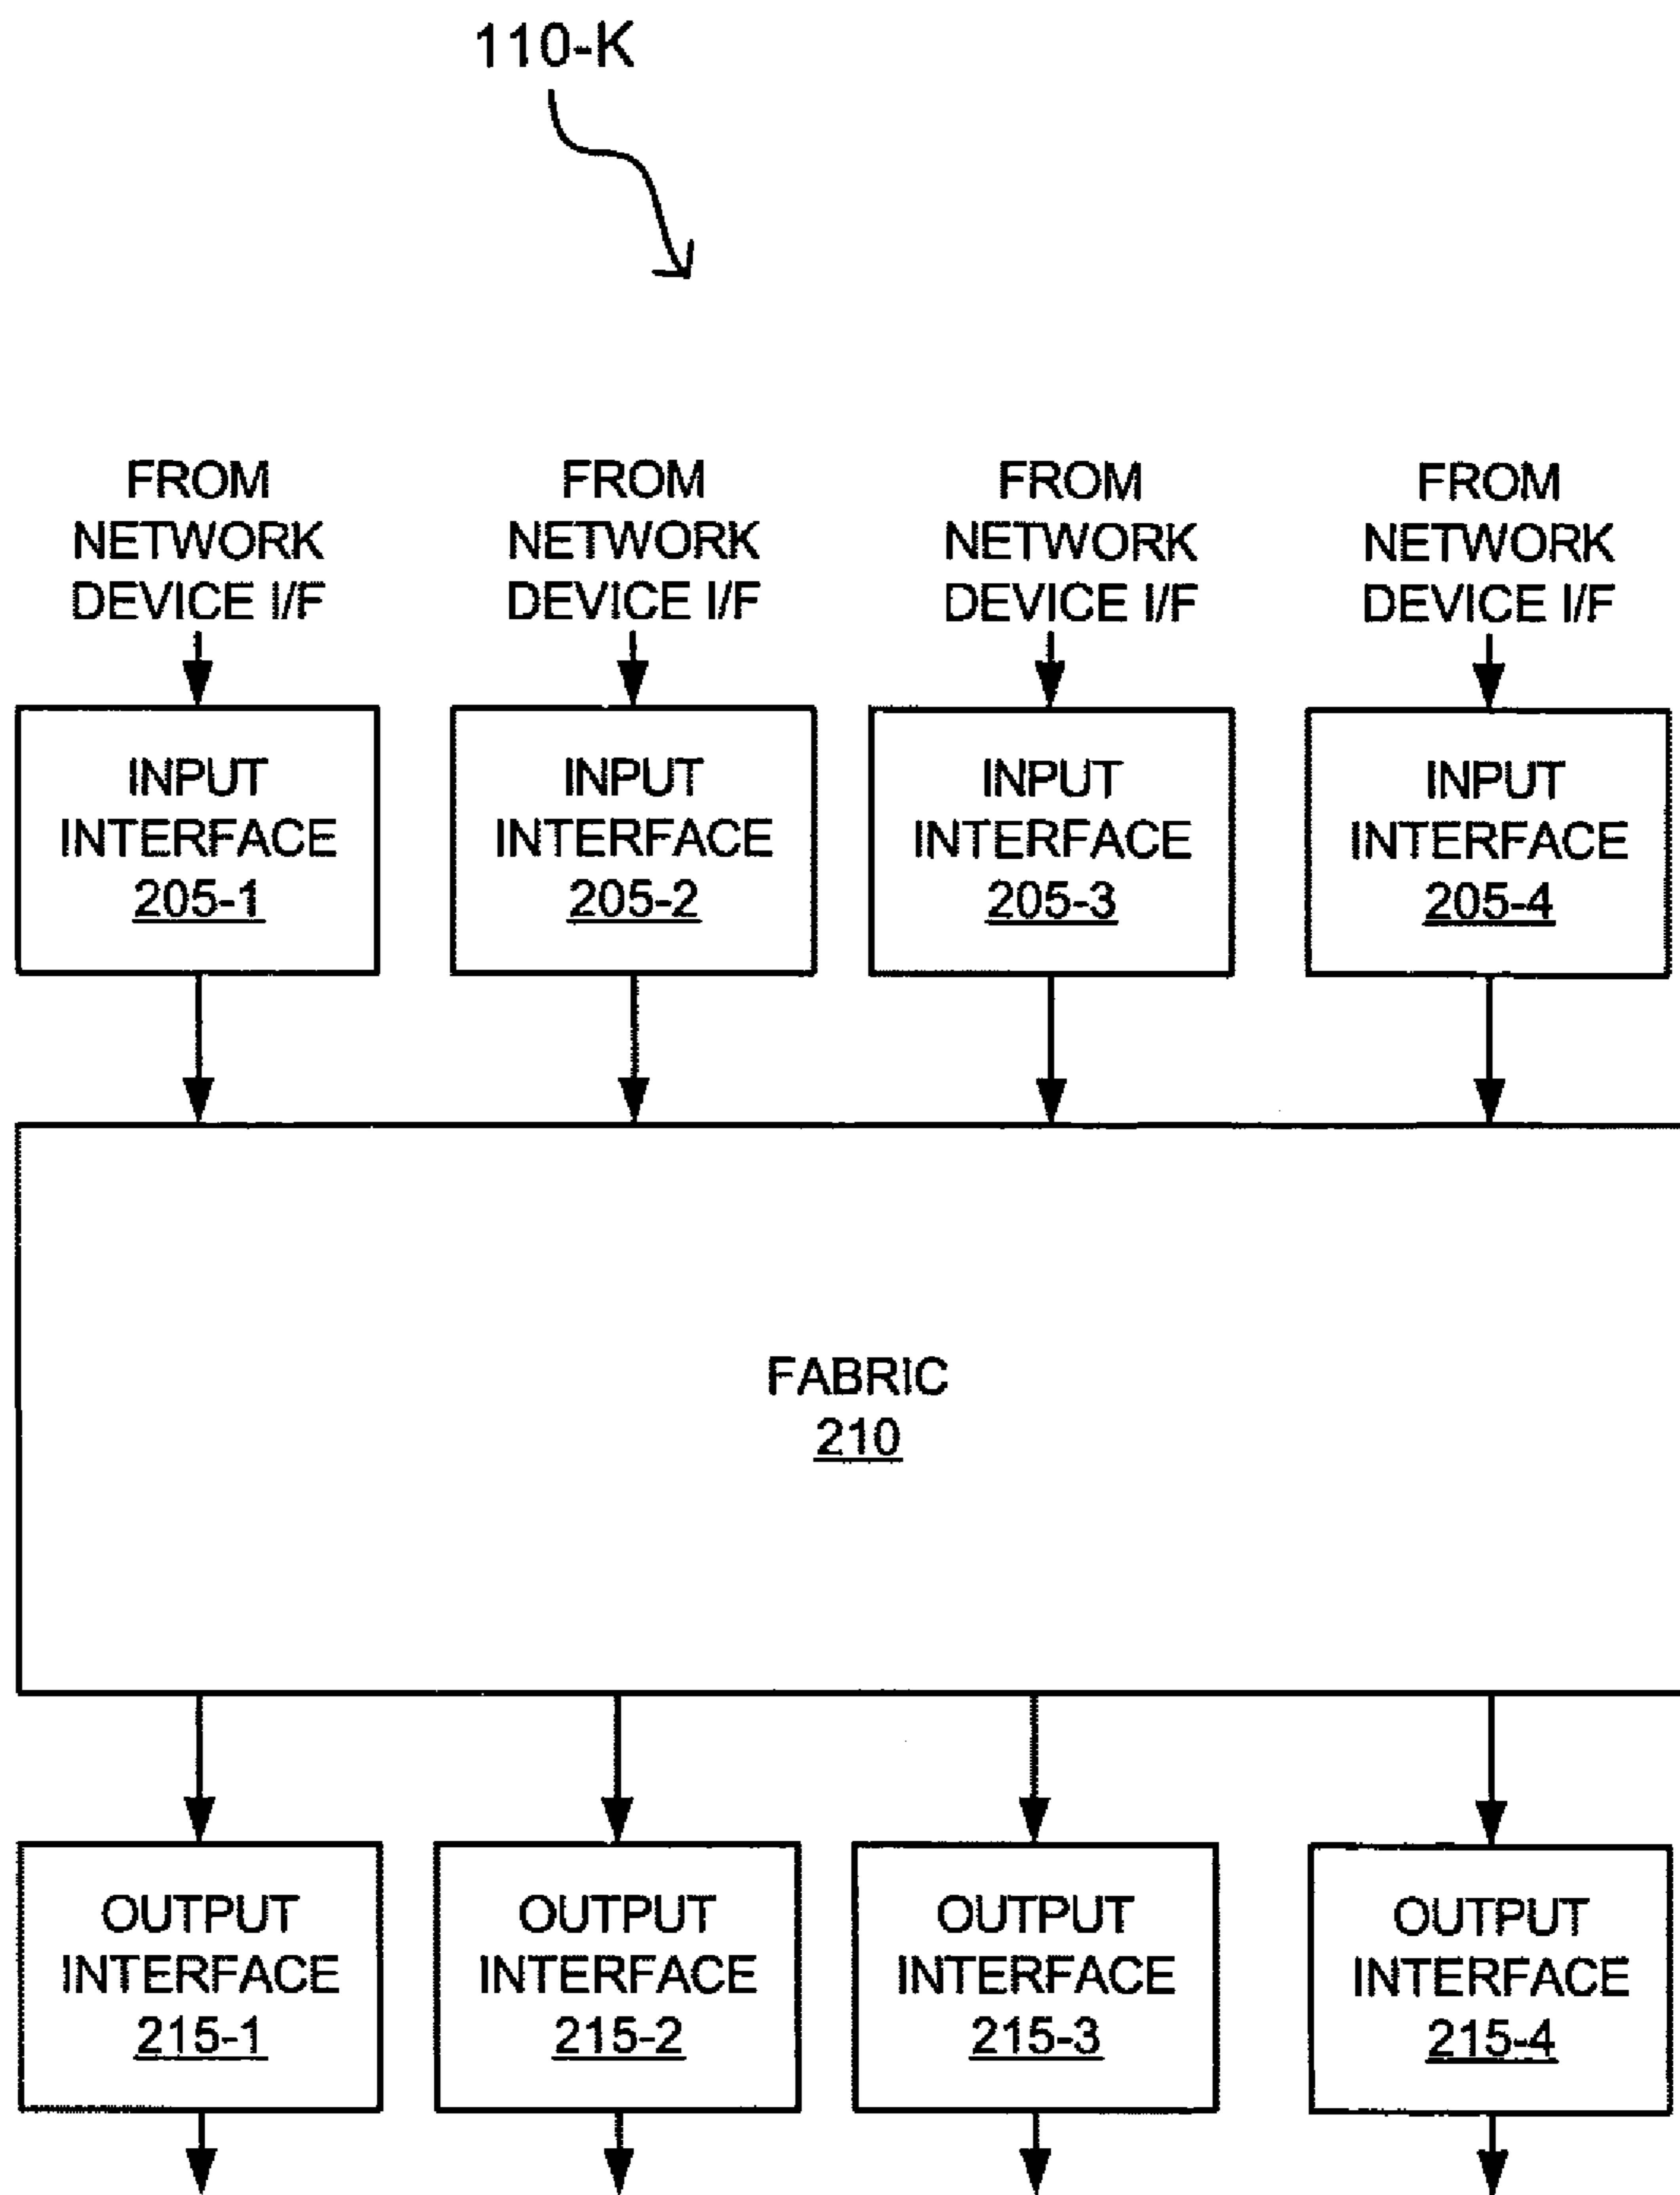 110-K
FROM
NETWORK
DEVICE I/F
FROM
NETWORK
DEVICE I/F
FROM
NETWORK
DEVICE I/F
FROM
NETWORK
DEVICE I/F
INPUT
INTERFACE
205-1
INPUT
INTERFACE
205-2
INPUT
INTERFACE
205-3
INPUT
INTERFACE
205-4
FABRIC
210
OUTPUT
INTERFACE
215-1
OUTPUT
INTERFACE
215-2
OUTPUT
INTERFACE
215-3
OUTPUT
INTERFACE
215-4